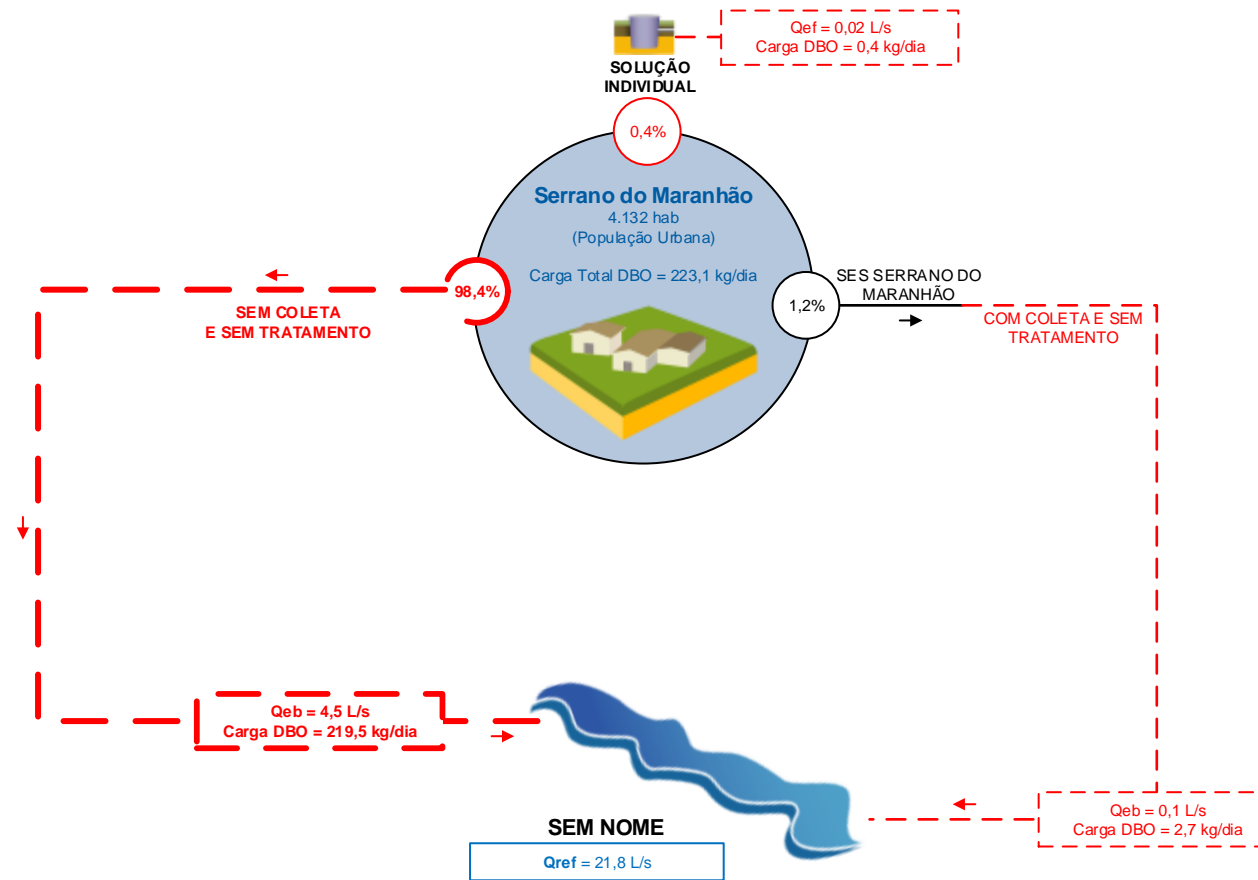 Qef = 0,02 L/s
Carga DBO = 0,4 kg/dia
SOLUÇÃO
INDIVIDUAL
0,4%
Serrano do Maranhão
4.132 hab
(População Urbana)
Carga Total DBO = 223,1 kg/dia
98,4%
SEM COLETA
E SEM TRATAMENTO
1,2%
SES SERRANO DO
MARANHÃO
COM COLETA E SEM
TRATAMENTO
Qeb = 4,5 L/s
Carga DBO = 219,5 kg/dia
SEM NOME
Qref = 21,8 L/s
Qeb = 0,1 L/s
Carga DBO = 2,7 kg/dia